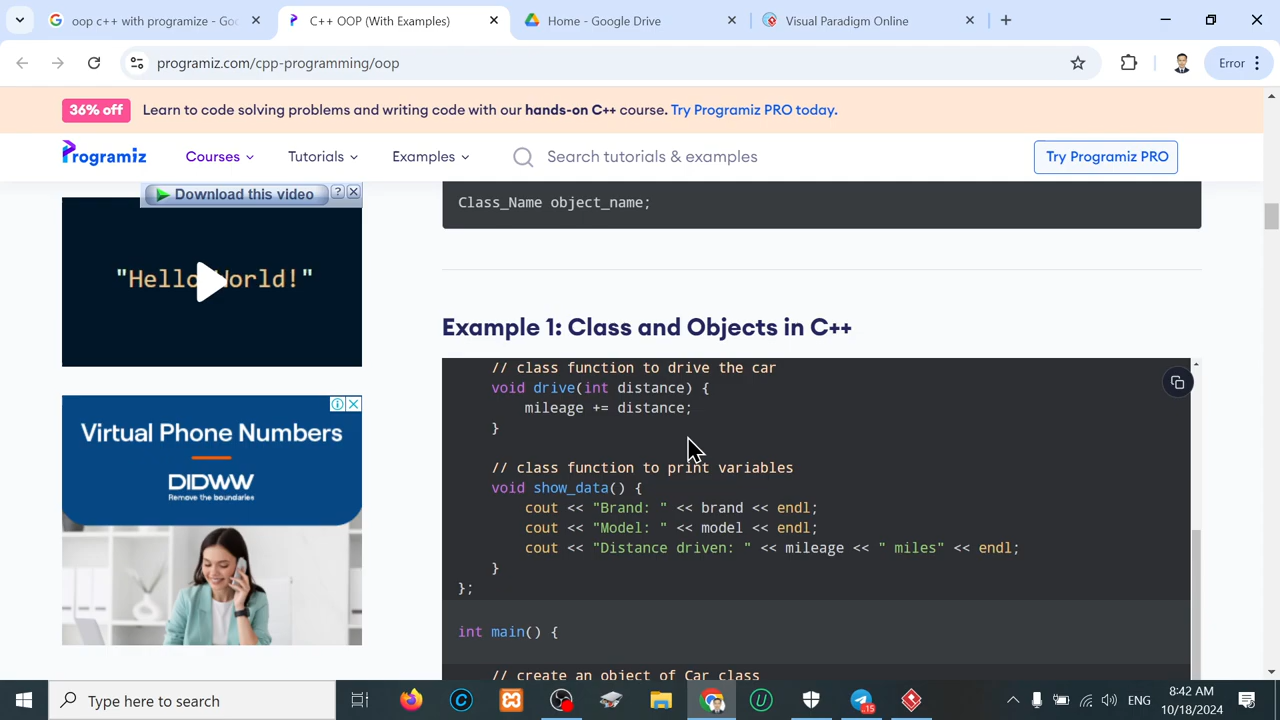 oop c++ with programize - Goo
C++ OOP (With Examples)
Home - Google Drive
Visual Paradigm Online
programiz.com/cpp-programming/oop
Error
36% off
Learn to code solving problems and writing code with our hands-on C++ course. Try Programiz PRO today.
Programiz
Courses
Tutorials
Examples
Search tutorials & examples
Try Programiz PRO
Download this video
?
Class_Name object_name;
"Hello World!"
Example 1: Class and Objects in C++
// class function to drive the car
void drive(int distance) {
mileage += distance;
}
// class function to print variables
void show_data() {
cout << "Brand: " << brand << endl;
cout << "Model: " << model << endl;
cout << "Distance driven: " << mileage << " miles" << endl;
}
};
int main() {
// create an object of Car class
Virtual Phone Numbers
DIDWW
Remove the boundaries
Type here to search
15
ENG
8:42 AM
10/18/2024